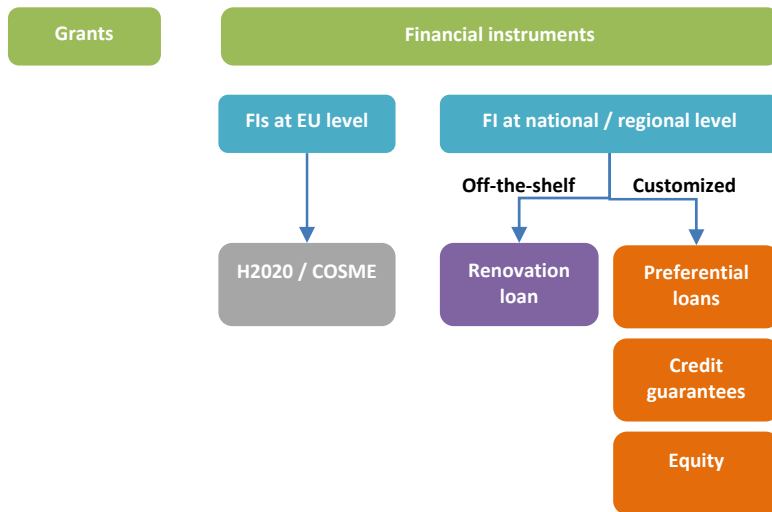 Grants
Financial instruments
FIs at EU level
FI at national / regional level
Off-the-shelf
Customized
H2020 / COSME
Renovation
loan
Preferential
loans
Credit
guarantees
Equity